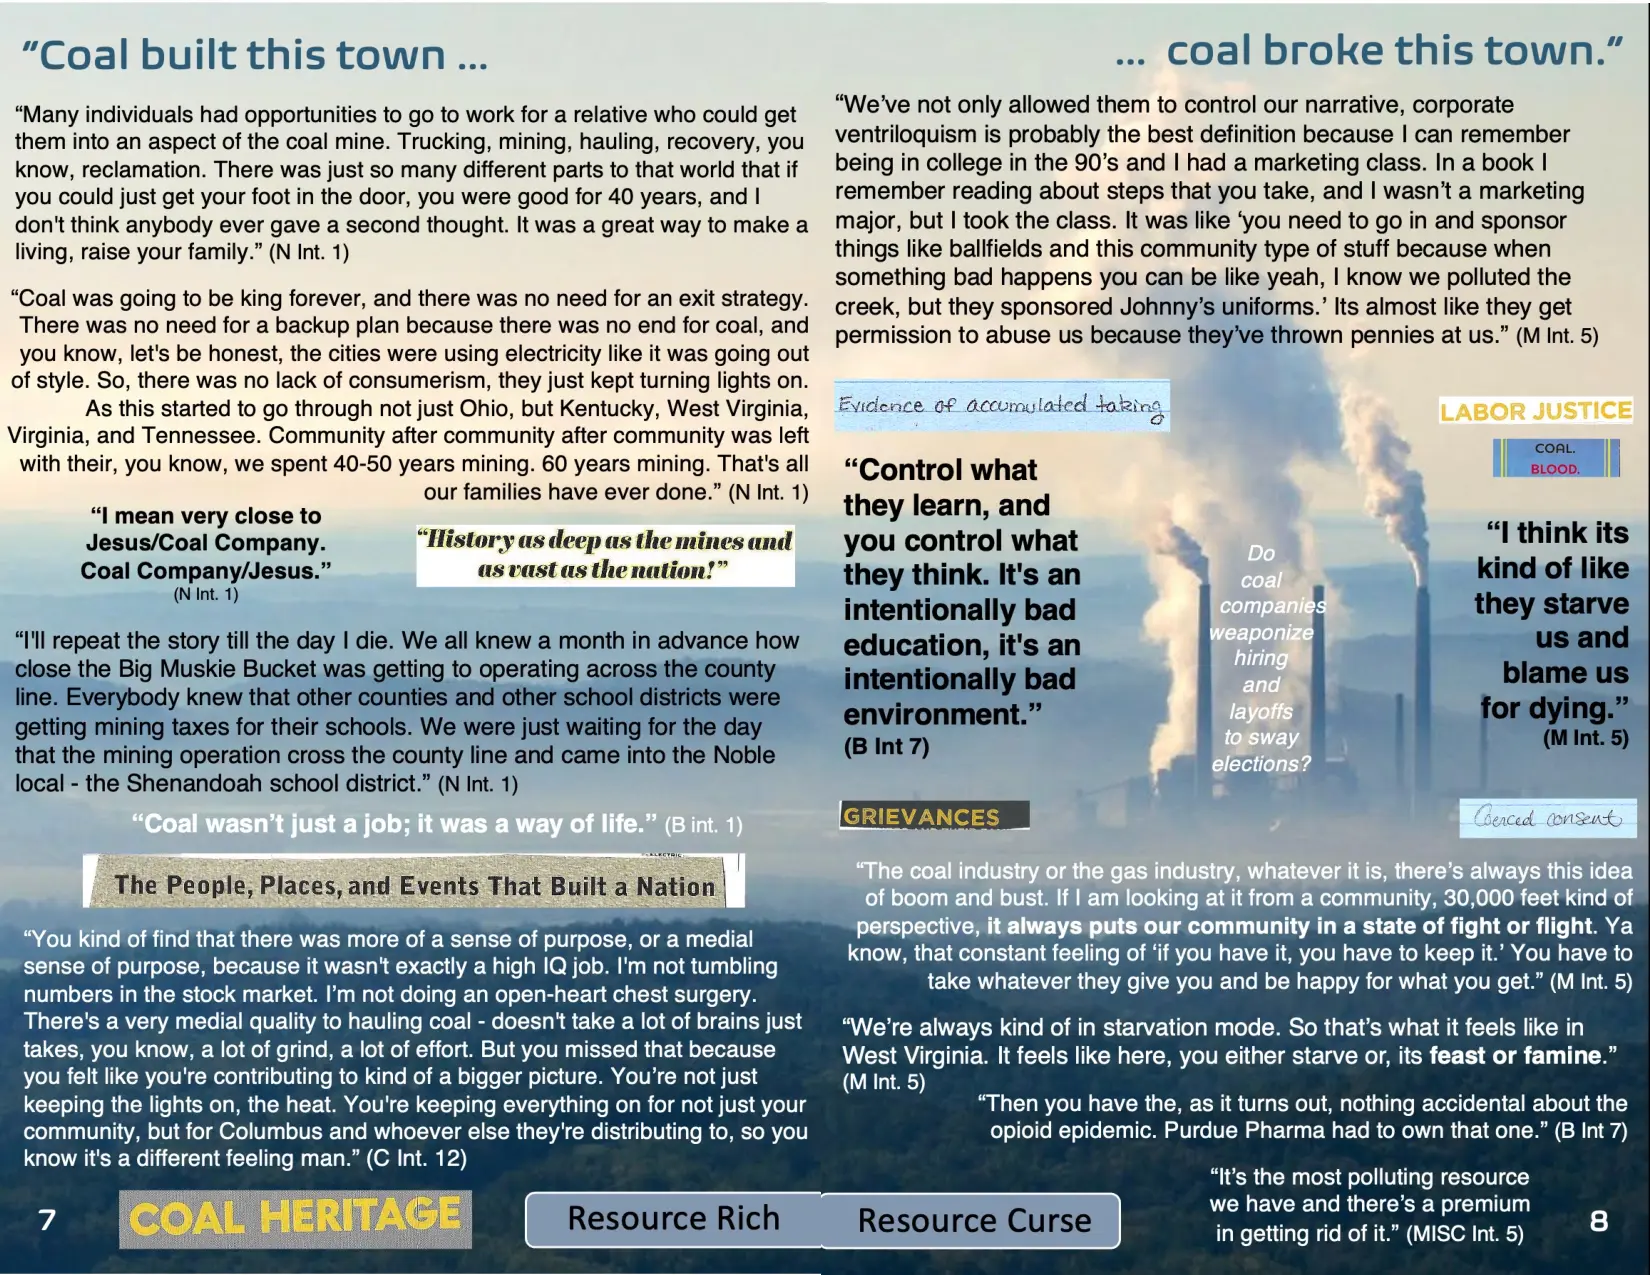 “Coal built this town ...
“Many individuals had opportunities to go to work for a relative who could get
them into an aspect of the coal mine. Trucking, mining, hauling, recovery, you
know, reclamation. There was just so many different parts to that world that if
you could just get your foot in the door, you were good for 40 years, and I
don't think anybody ever gave a second thought. It was a great way to make a
living, raise your family.” (N Int. 1)
“Coal was going to be king forever, and there was no need for an exit strategy.
There was no need for a backup plan because there was no end for coal, and
you know, let's be honest, the cities were using electricity like it was going out
of style. So, there was no lack of consumerism, they just kept turning lights on.
As this started to go through not just Ohio, but Kentucky, West Virginia,
Virginia, and Tennessee. Community after community after community was left
with their, you know, we spent 40-50 years mining. 60 years mining. That's all
our families have ever done.” (N Int. 1)
“I mean very close to
Jesus/Coal Company.
Coal Company/Jesus.”
(N Int. 1)
“History as deep as the mines and
as vast as the nation!”
“I'll repeat the story till the day I die. We all knew a month in advance how
close the Big Muskie Bucket was getting to operating across the county
line. Everybody knew that other counties and other school districts were
getting mining taxes for their schools. We were just waiting for the day
that the mining operation cross the county line and came into the Noble
local - the Shenandoah school district.” (N Int. 1)
“Coal wasn’t just a job; it was a way of life.” (B int. 1)
ELECTRIC
The People, Places, and Events That Built a Nation
“You kind of find that there was more of a sense of purpose, or a medial
sense of purpose, because it wasn't exactly a high IQ job. I'm not tumbling
numbers in the stock market. I’m not doing an open-heart chest surgery.
There's a very medial quality to hauling coal - doesn't take a lot of brains just
takes, you know, a lot of grind, a lot of effort. But you missed that because
you felt like you're contributing to kind of a bigger picture. You’re not just
keeping the lights on, the heat. You're keeping everything on for not just your
community, but for Columbus and whoever else they're distributing to, so you
know it's a different feeling man.” (C Int. 12)
7
COAL HERITAGE
Resource Rich
... coal broke this town.”
“We’ve not only allowed them to control our narrative, corporate
ventriloquism is probably the best definition because I can remember
being in college in the 90’s and I had a marketing class. In a book I
remember reading about steps that you take, and I wasn’t a marketing
major, but I took the class. It was like ‘you need to go in and sponsor
things like ballfields and this community type of stuff because when
something bad happens you can be like yeah, I know we polluted the
creek, but they sponsored Johnny’s uniforms.’ Its almost like they get
permission to abuse us because they’ve thrown pennies at us.” (M Int. 5)
Evidence of accumulated taking
LABOR JUSTICE
COAL.
BLOOD.
“Control what
they learn, and
you control what
they think. It's an
intentionally bad
education, it's an
intentionally bad
environment.”
(B Int 7)
Do
coal
companies
weaponize
hiring
and
layoffs
to sway
elections?
“I think its
kind of like
they starve
us and
blame us
for dying.”
(M Int. 5)
GRIEVANCES
Coerced consent
“The coal industry or the gas industry, whatever it is, there’s always this idea
of boom and bust. If I am looking at it from a community, 30,000 feet kind of
perspective, it always puts our community in a state of fight or flight. Ya
know, that constant feeling of ‘if you have it, you have to keep it.’ You have to
take whatever they give you and be happy for what you get.” (M Int. 5)
“We’re always kind of in starvation mode. So that’s what it feels like in
West Virginia. It feels like here, you either starve or, its feast or famine.”
(M Int. 5)
“Then you have the, as it turns out, nothing accidental about the
opioid epidemic. Purdue Pharma had to own that one.” (B Int 7)
“It’s the most polluting resource
we have and there’s a premium
in getting rid of it.” (MISC Int. 5)
Resource Curse
8